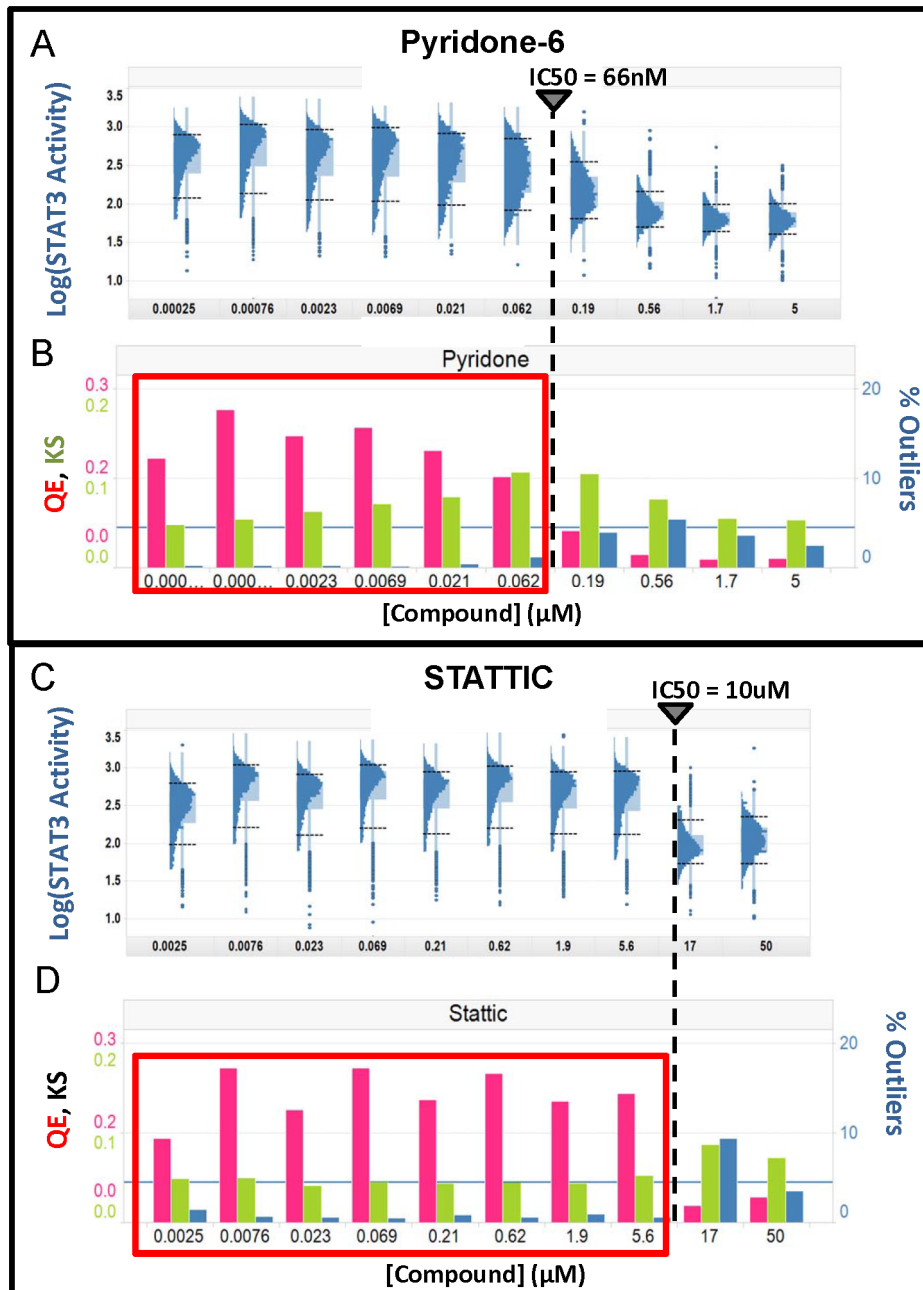 A
Pyridone-6
IC50 = 66nM
Log(STAT3 Activity)
3.5
3.0
2.5
2.0
1.5
1.0
0.00025 0.00076 0.0023 0.0069 0.021 0.062 0.19 0.56 1.7 5
B
Pyridone
QE, KS
0.3
0.2
0.2
0.1
0.0
0.0
20
10
0
% Outliers
0.000... 0.000... 0.0023 0.0069 0.021 0.062 0.19 0.56 1.7 5
[Compound] (μM)
C
STATTIC
IC50 = 10uM
Log(STAT3 Activity)
3.5
3.0
2.5
2.0
1.5
1.0
0.0025 0.0076 0.023 0.069 0.21 0.62 1.9 5.6 17 50
D
Stattic
QE, KS
0.3
0.2
0.2
0.1
0.0
0.0
20
10
0
% Outliers
0.0025 0.0076 0.023 0.069 0.21 0.62 1.9 5.6 17 50
[Compound] (μM)